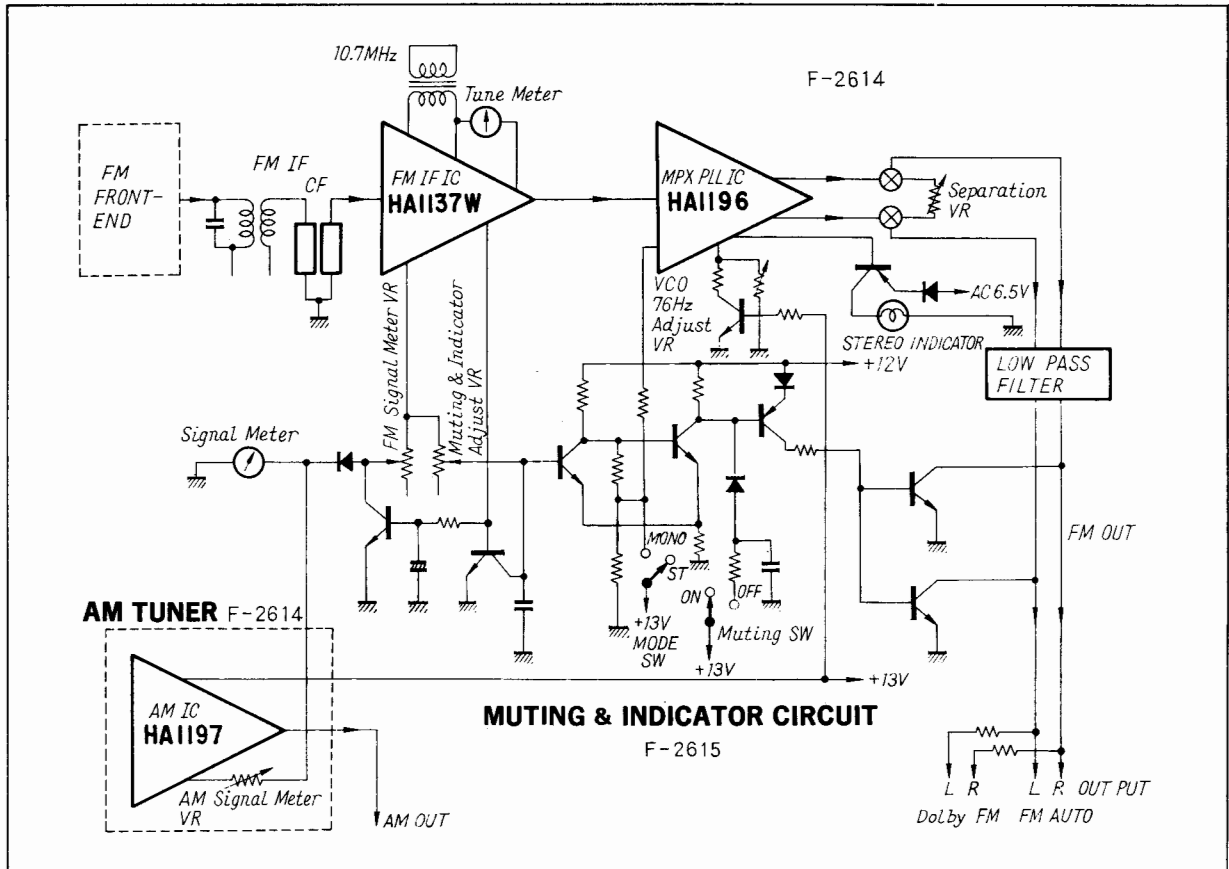 10.7MHz
F-2614
Tune Meter
FM
FRONT-
END
FM IF
CF
FM IF IC
HA1137W
MPX PLL IC
HA1196
Separation
VR
VCO
76Hz
Adjust
VR
AC 6.5V
STEREO INDICATOR
LOW PASS
FILTER
+12V
FM Signal Meter VR
Muting & Indicator
Adjust VR
Signal Meter
MONO
ST
ON
OFF
+13V
MODE
SW
Muting SW
+13V
FM OUT
AM TUNER F-2614
+13V
MUTING & INDICATOR CIRCUIT
F-2615
AM IC
HA1197
AM Signal Meter
VR
AM OUT
L R L R OUT PUT
Dolby FM FM AUTO